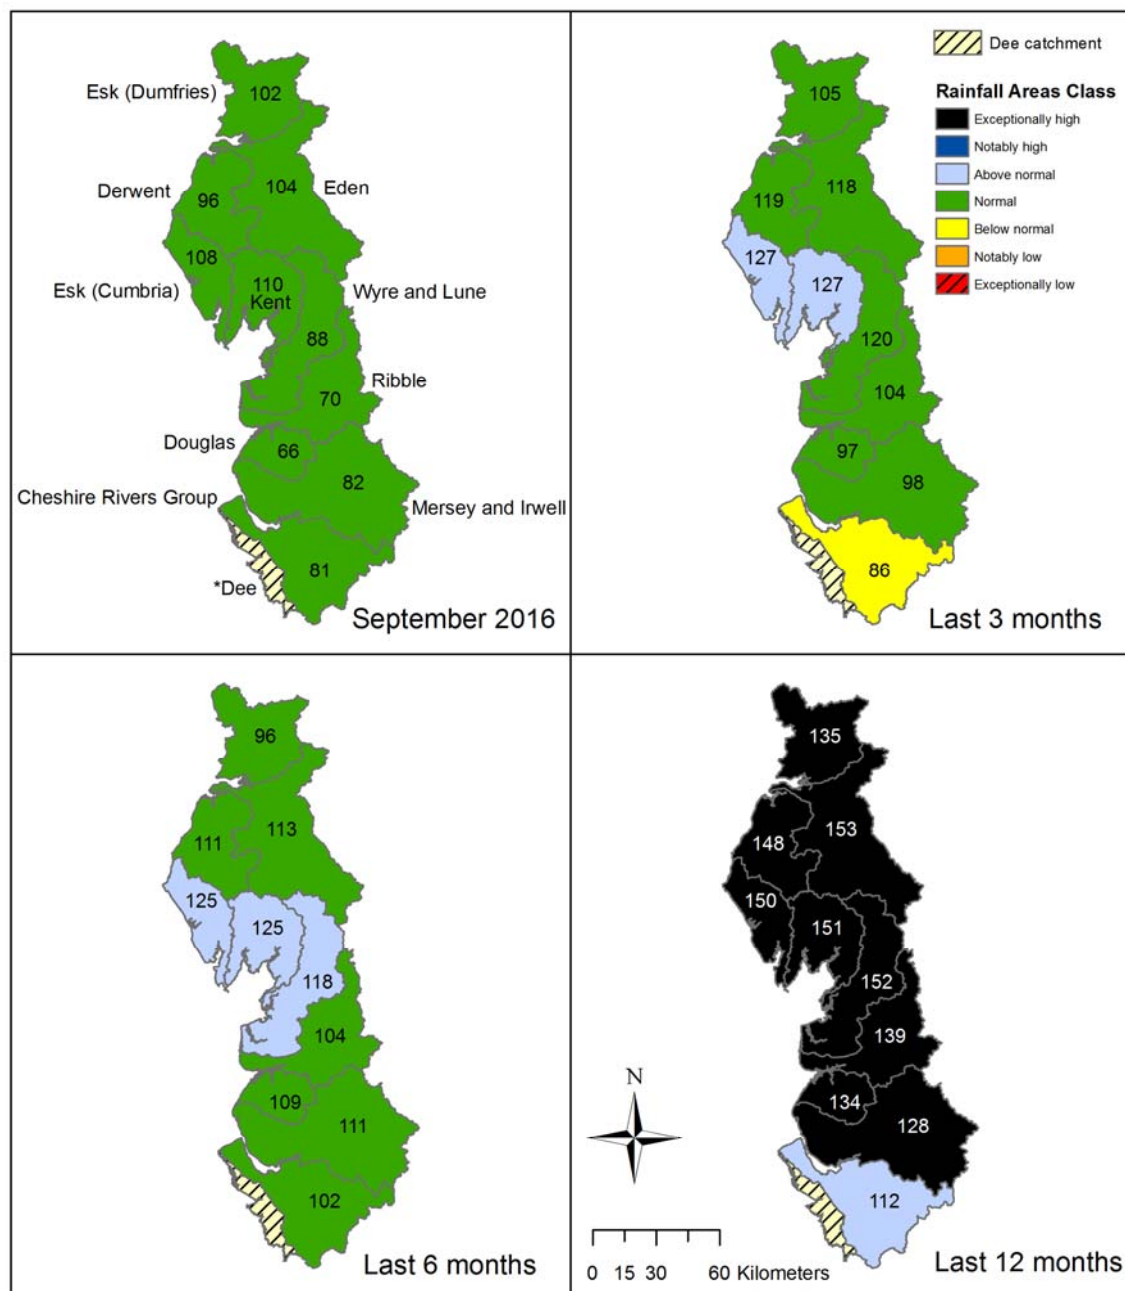 Esk (Dumfries)
102
Derwent
96
104
Eden
108
Esk (Cumbria)
110
Kent
Wyre and Lune
88
70
Ribble
Douglas
66
82
Cheshire Rivers Group
Mersey and Irwell
81
*Dee
September 2016
Dee catchment
Rainfall Areas Class
Exceptionally high
Notably high
Above normal
Normal
Below normal
Notably low
Exceptionally low
105
118
119
127
127
120
104
97
98
86
Last 3 months
96
113
111
125
125
118
104
109
111
102
Last 6 months
135
153
148
150
151
152
139
134
128
112
N
0 15 30 60 Kilometers
Last 12 months